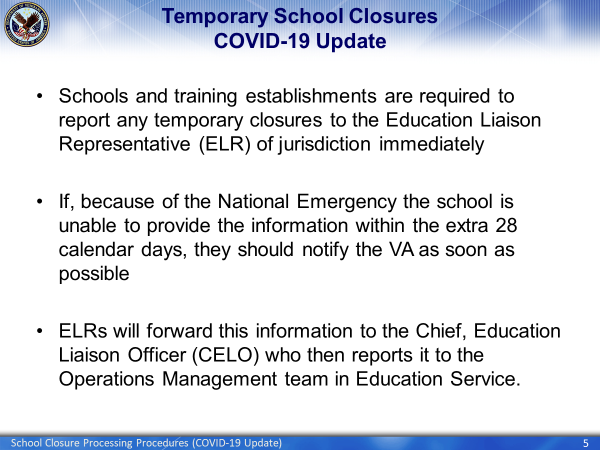 Temporary School Closures
COVID-19 Update
• Schools and training establishments are required to
report any temporary closures to the Education Liaison
Representative (ELR) of jurisdiction immediately
• If, because of the National Emergency the school is
unable to provide the information within the extra 28
calendar days, they should notify the VA as soon as
possible
• ELRs will forward this information to the Chief, Education
Liaison Officer (CELO) who then reports it to the
Operations Management team in Education Service.
School Closure Processing Procedures (COVID-19 Update)
5